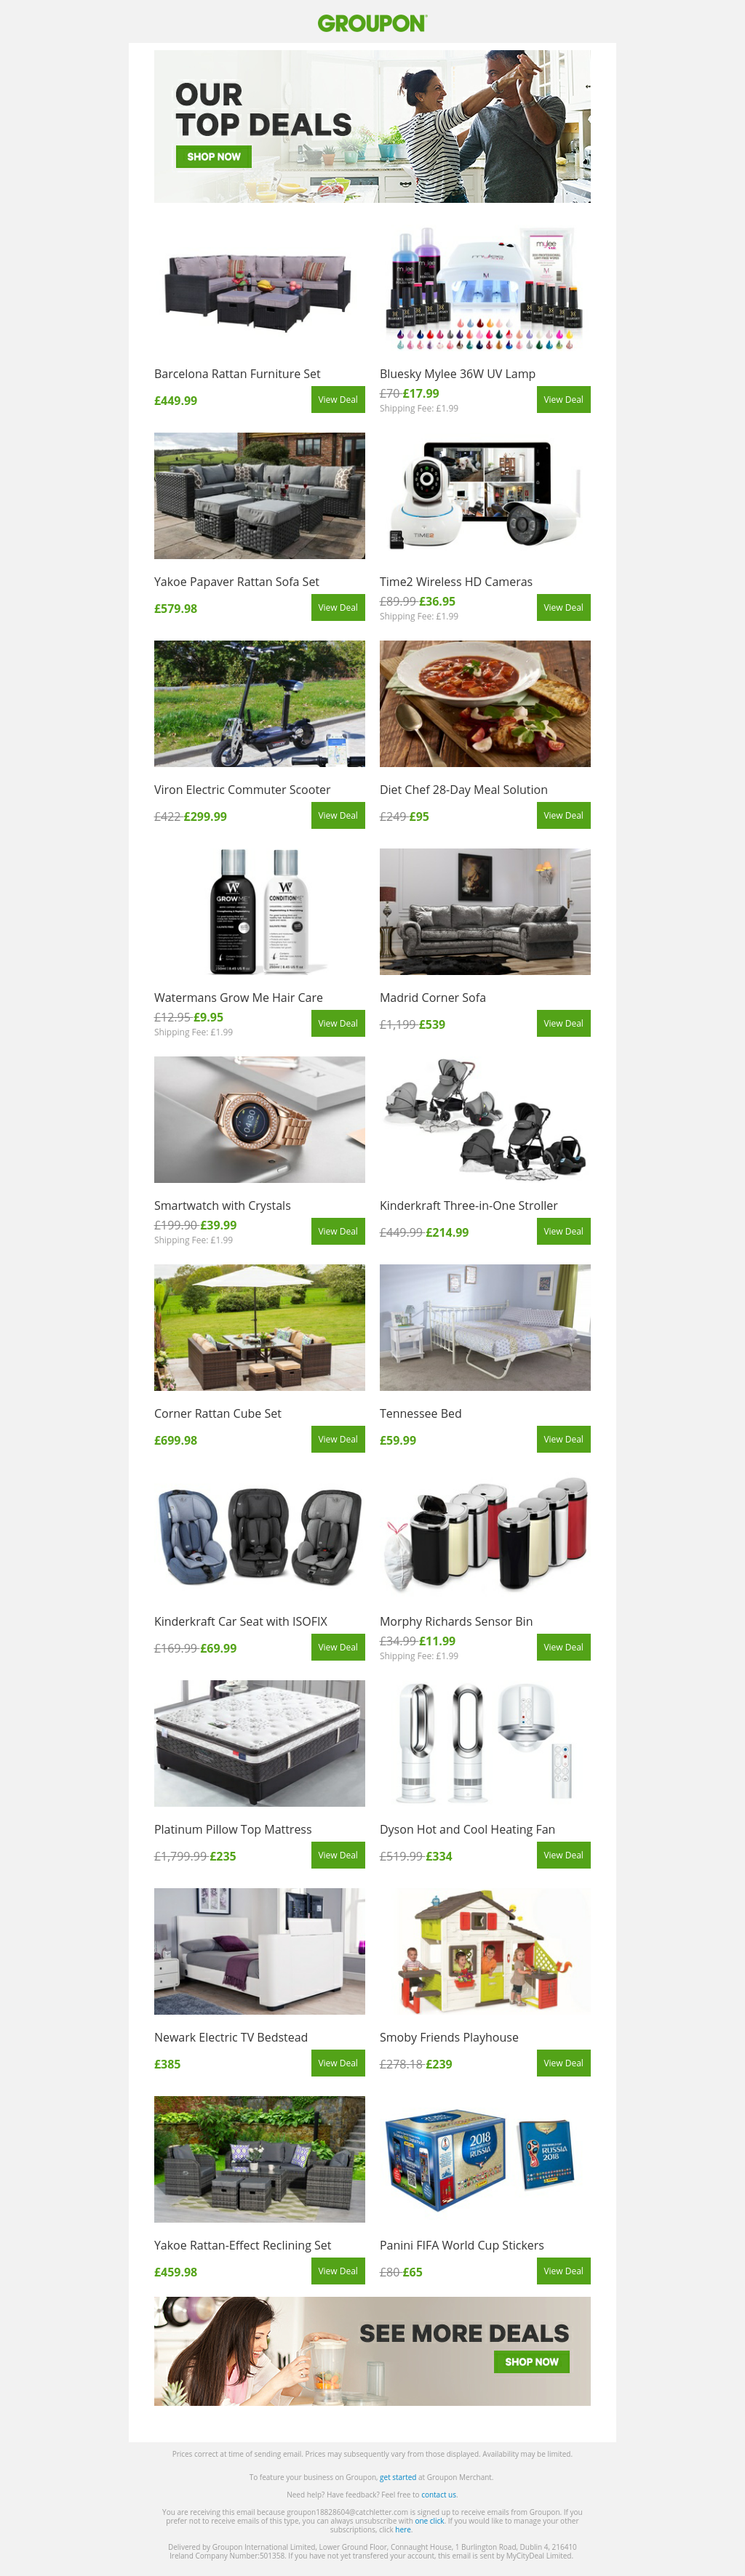 GROUPON
OUR
TOP DEALS
SHOP NOW
Barcelona Rattan Furniture Set
£449.99
View Deal
mylee
mylee
Bluesky Mylee 36W UV Lamp
£70 £17.99
Shipping Fee: £1.99
View Deal
Yakoe Papaver Rattan Sofa Set
£579.98
View Deal
TIME2
Time2 Wireless HD Cameras
£89.99 £36.95
Shipping Fee: £1.99
View Deal
Viron Electric Commuter Scooter
£422 £299.99
View Deal
Diet Chef 28-Day Meal Solution
£249 £95
View Deal
W
GROWME
W
CONDITIONME
Watermans Grow Me Hair Care
£12.95 £9.95
Shipping Fee: £1.99
View Deal
Madrid Corner Sofa
£1,199 £539
View Deal
04:30
Smartwatch with Crystals
£199.90 £39.99
Shipping Fee: £1.99
View Deal
Kinderkraft Three-in-One Stroller
£449.99 £214.99
View Deal
Corner Rattan Cube Set
£699.98
View Deal
Tennessee Bed
£59.99
View Deal
Kinderkraft Car Seat with ISOFIX
£169.99 £69.99
View Deal
Morphy Richards Sensor Bin
£34.99 £11.99
Shipping Fee: £1.99
View Deal
Platinum Pillow Top Mattress
£1,799.99 £235
View Deal
Dyson Hot and Cool Heating Fan
£519.99 £334
View Deal
Newark Electric TV Bedstead
£385
View Deal
Smoby Friends Playhouse
£278.18 £239
View Deal
Yakoe Rattan-Effect Reclining Set
£459.98
View Deal
2018
RUSSIA
RUSSIA
2018
Panini FIFA World Cup Stickers
£80 £65
View Deal
SEE MORE DEALS
SHOP NOW
Prices correct at time of sending email. Prices may subsequently vary from those displayed. Availability may be limited.
To feature your business on Groupon, get started at Groupon Merchant.
Need help? Have feedback? Feel free to contact us.
You are receiving this email because groupon18828604@catchletter.com is signed up to receive emails from Groupon. If you
prefer not to receive emails of this type, you can always unsubscribe with one click. If you would like to manage your other
subscriptions, click here.
Delivered by Groupon International Limited, Lower Ground Floor, Connaught House, 1 Burlington Road, Dublin 4, 216410
Ireland Company Number:501358. If you have not yet transfered your account, this email is sent by MyCityDeal Limited.